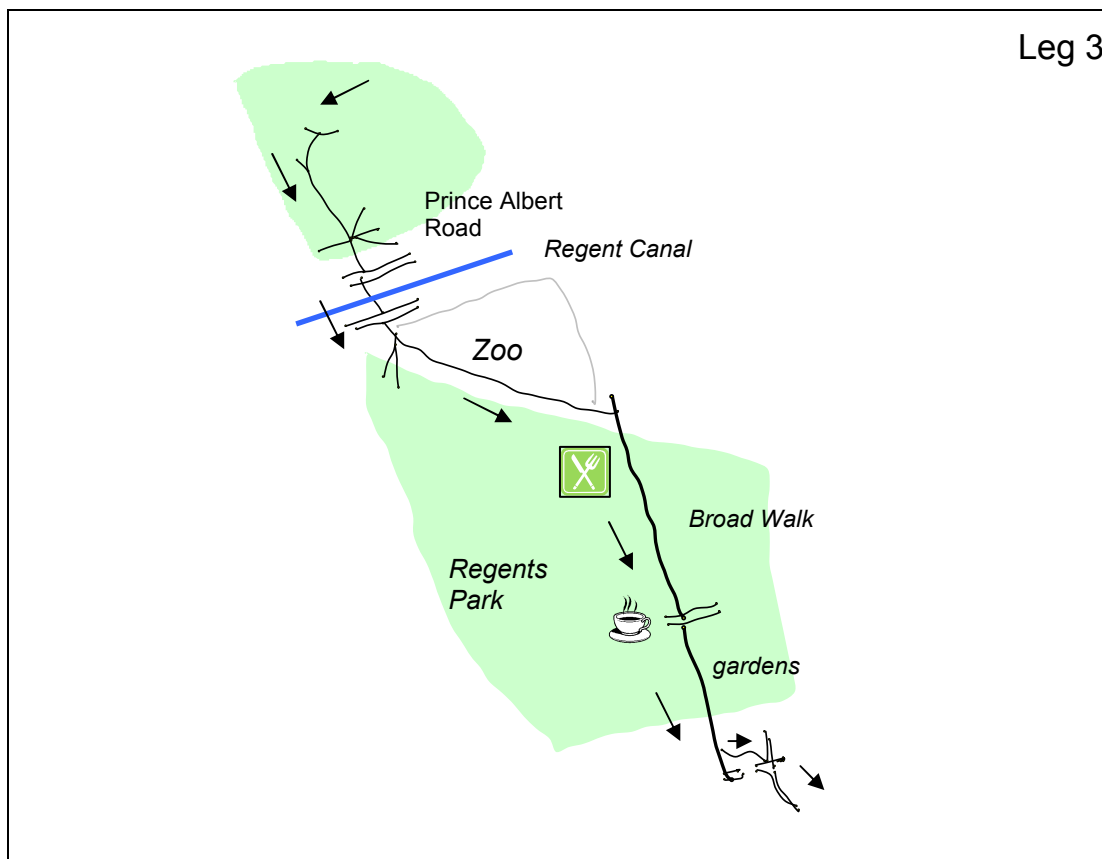 Leg 3
Prince Albert
Road
Regent Canal
Zoo
Broad Walk
Regents
Park
gardens